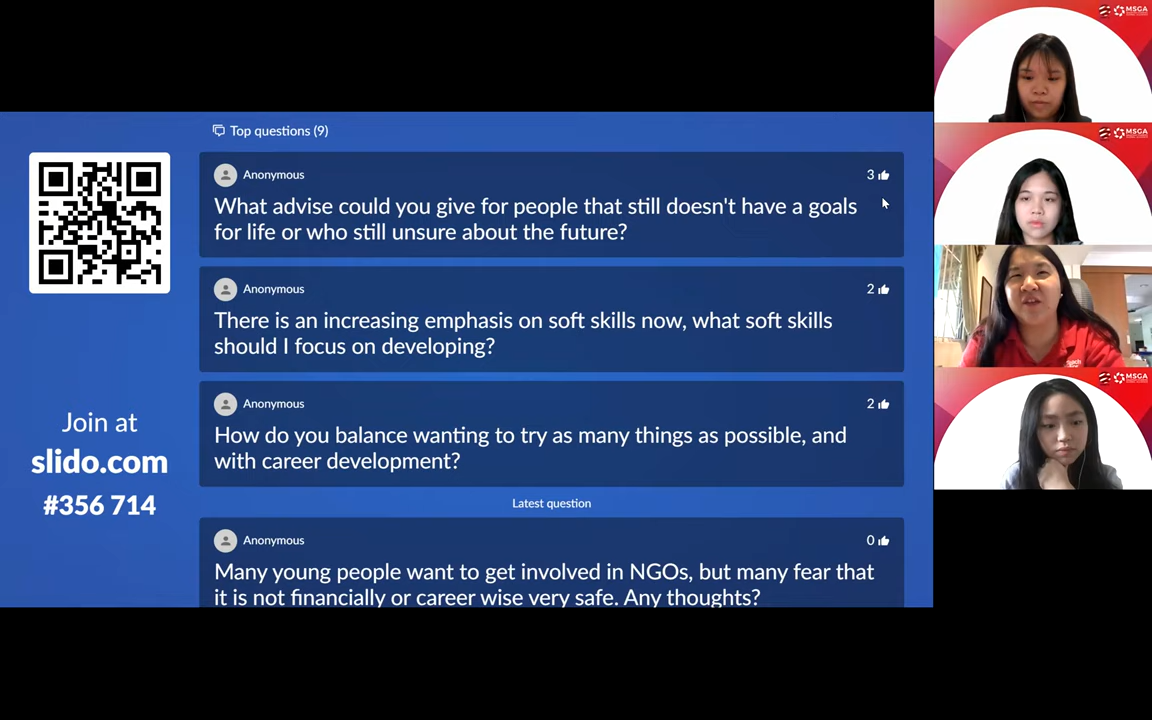 Top questions (9)
Anonymous
3
What advise could you give for people that still doesn't have a goals
for life or who still unsure about the future?
Anonymous
2
There is an increasing emphasis on soft skills now, what soft skills
should I focus on developing?
Anonymous
2
How do you balance wanting to try as many things as possible, and
with career development?
Latest question
Anonymous
0
Many young people want to get involved in NGOs, but many fear that
it is not financially or career wise very safe. Any thoughts?
Join at
slido.com
#356 714
MSGA
MSGA
MSGA